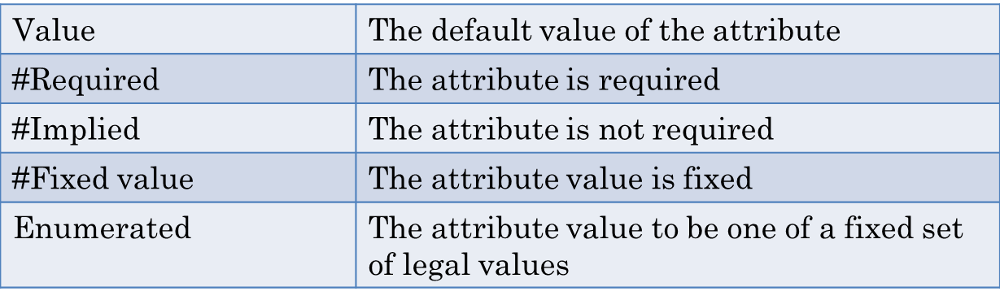 Value The default value of the attribute
#Required The attribute is required
#Implied The attribute is not required
#Fixed value The attribute value is fixed
Enumerated The attribute value to be one of a fixed set
of legal values